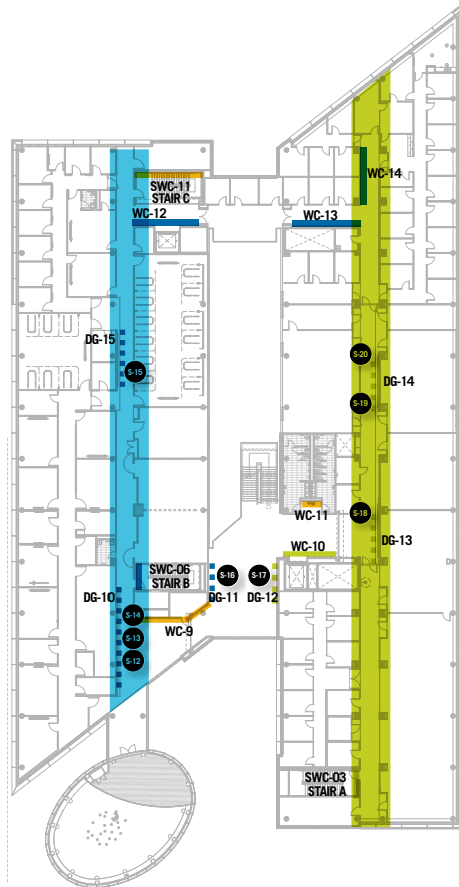 WC-14
SWC-11
STAIR C
WC-12
WC-13
DG-15
S-15
S-20
DG-14
S-19
S-18
WC-11
DG-13
WC-10
SWC-06
STAIR B
S-16
S-17
DG-10
DG-11
DG-12
S-14
WC-9
S-13
S-12
SWC-03
STAIR A